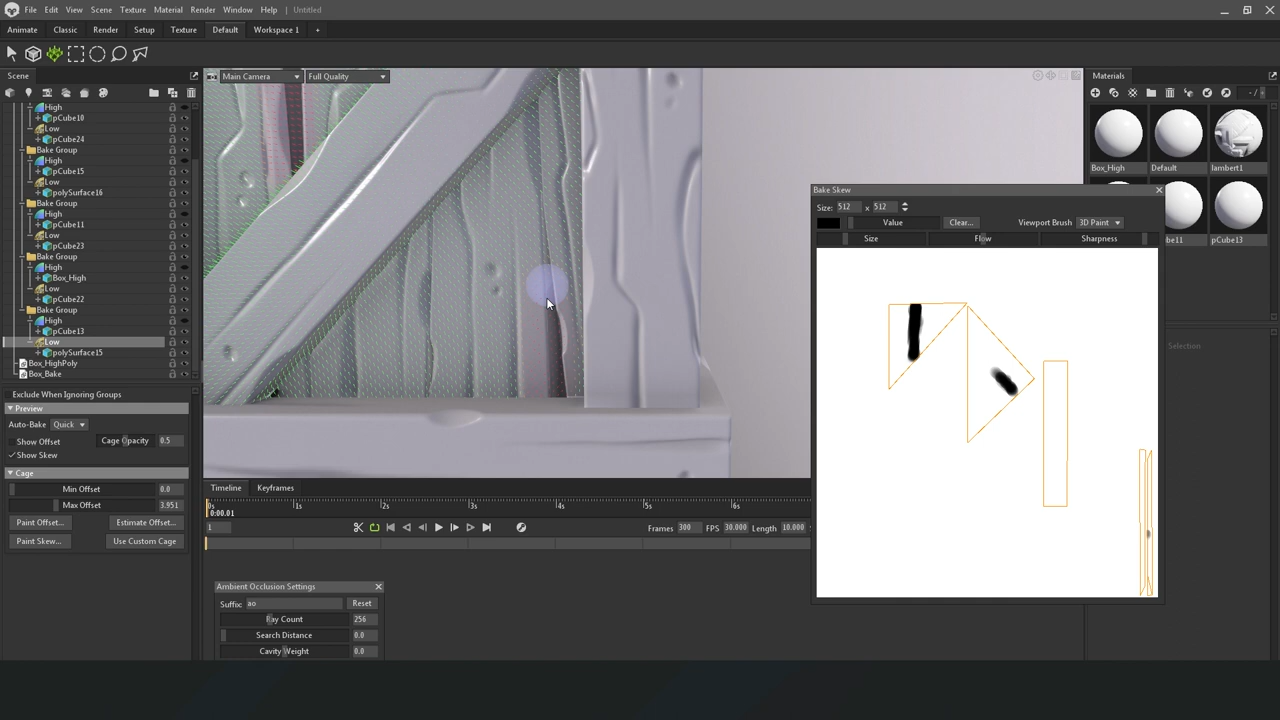 File Edit View Scene Texture Material Render Window Help | Untitled
Animate Classic Render Setup Texture Default Workspace 1 +
Scene
Main Camera Full Quality
Materials
High
pCube10
Low
pCube24
Bake Group
High
pCube15
Low
polySurface16
Bake Group
High
pCube11
Low
pCube23
Bake Group
High
Box_High
Low
pCube22
Bake Group
High
pCube13
Low
polySurface15
Box_HighPoly
Box_Bake
Exclude When Ignoring Groups
Preview
Auto-Bake Quick
Show Offset Cage Opacity 0.5
Show Skew
Cage
Min Offset 0.0
Max Offset 3.951
Paint Offset... Estimate Offset...
Paint Skew... Use Custom Cage
Timeline Keyframes
0s 1s 2s 3s 4s 5s 6s
0:00.01
1 Frames 300 FPS 30.000 Length 10.000
Ambient Occlusion Settings
Suffix: ao Reset
Ray Count 256
Search Distance 0.0
Cavity Weight 0.0
Bake Skew
Size: 512 x 512
Value Clear... Viewport Brush 3D Paint
Size Flow Sharpness
Box_High Default lambert1
be11 pCube13
Selection